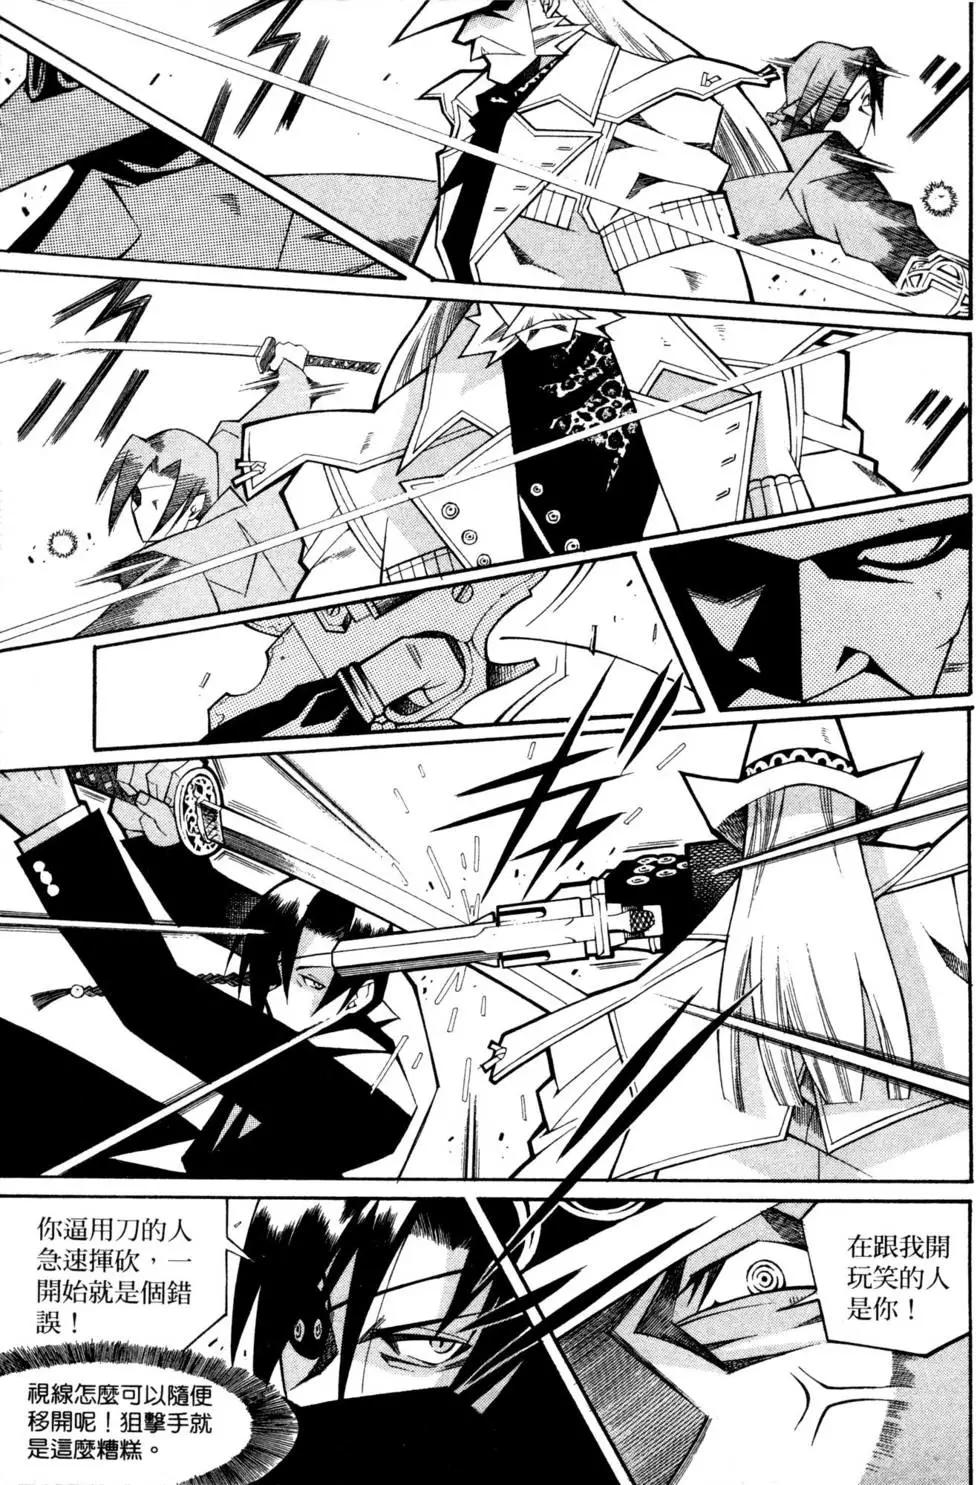 在跟我開
玩笑的人
是你！
你逼用刀的人
急速揮砍，一
開始就是個錯
誤！
視線怎麼可以隨便
移開呢！狙擊手就
是這麼糟糕。